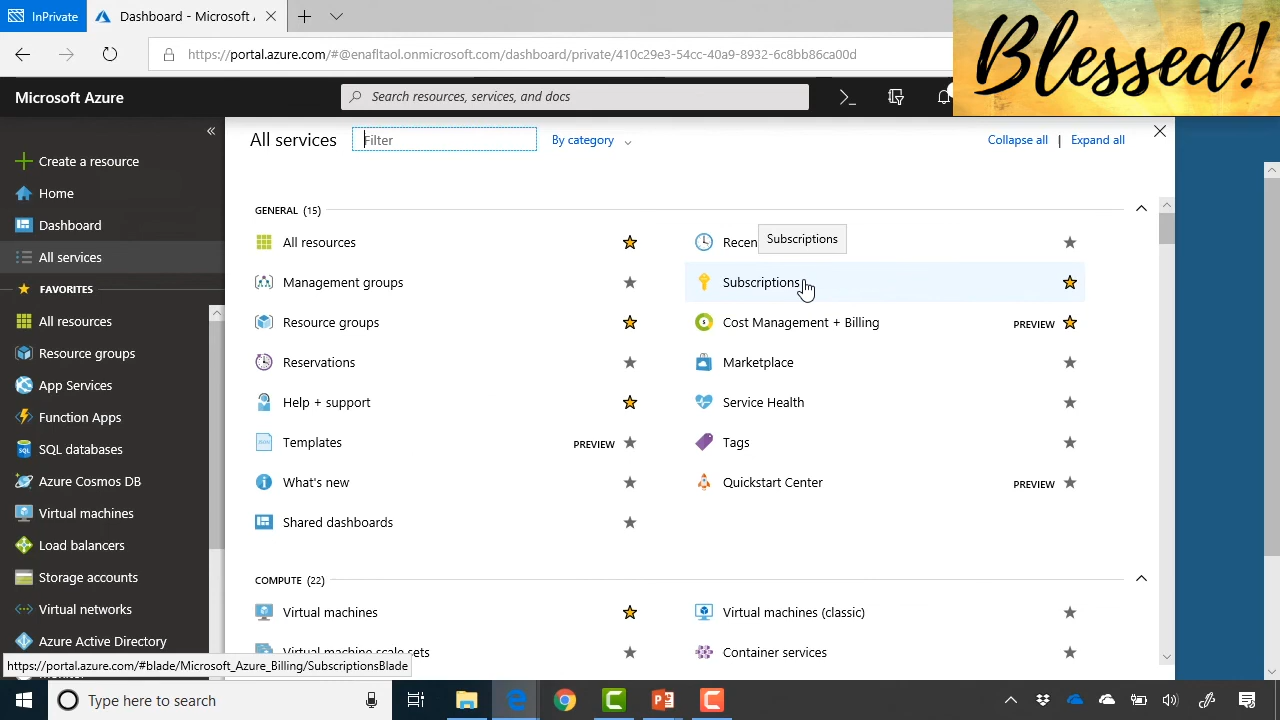 InPrivate
Dashboard - Microsoft
https://portal.azure.com/#@enafltaol.onmicrosoft.com/dashboard/private/410c29e3-54cc-40a9-8932-6c8bb86ca00d
Blessed!
Microsoft Azure
Search resources, services, and docs
All services
Filter
By category
Collapse all | Expand all
Create a resource
Home
Dashboard
All services
FAVORITES
All resources
Resource groups
App Services
Function Apps
SQL databases
Azure Cosmos DB
Virtual machines
Load balancers
Storage accounts
Virtual networks
Azure Active Directory
https://portal.azure.com/#blade/Microsoft_Azure_Billing/SubscriptionsBlade
GENERAL (15)
All resources
Recen
Subscriptions
Management groups
Subscriptions
Resource groups
Cost Management + Billing PREVIEW
Reservations
Marketplace
Help + support
Service Health
Templates PREVIEW
Tags
What's new
Quickstart Center PREVIEW
Shared dashboards
COMPUTE (22)
Virtual machines
Virtual machines (classic)
Virtual machine scale sets
Container services
Type here to search